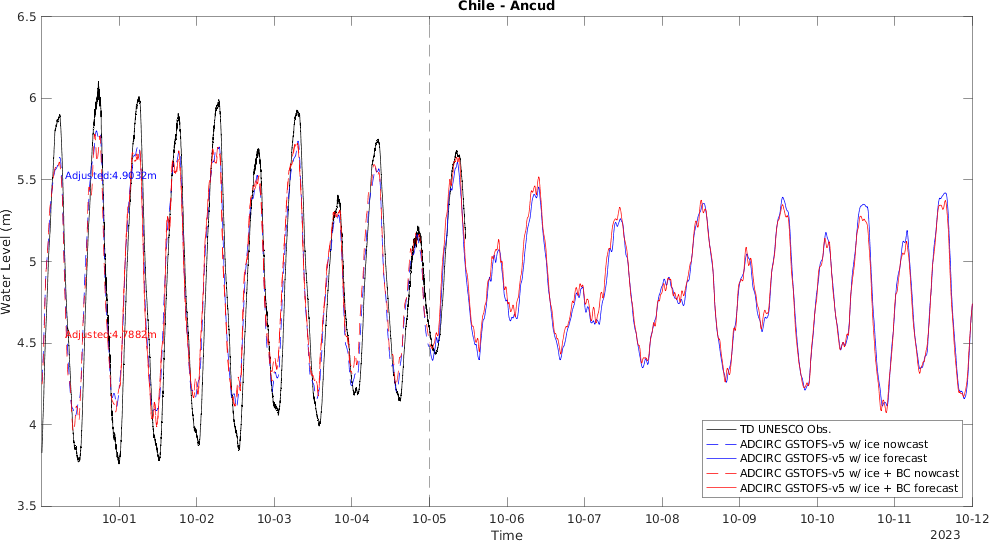 Chile - Ancud
6.5
6
5.5
5
4.5
4
3.5
Water Level (m)
Adjusted:4.9032m
Adjusted:4.7882m
TD UNESCO Obs.
ADCIRC GSTOFS-v5 w/ ice nowcast
ADCIRC GSTOFS-v5 w/ ice forecast
ADCIRC GSTOFS-v5 w/ ice + BC nowcast
ADCIRC GSTOFS-v5 w/ ice + BC forecast
10-01 10-02 10-03 10-04 10-05 10-06 10-07 10-08 10-09 10-10 10-11 10-12
Time
2023